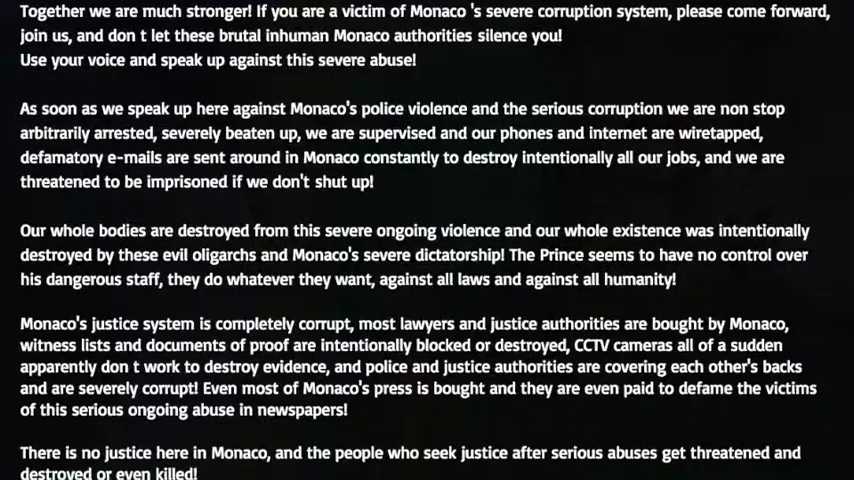 Together we are much stronger! If you are a victim of Monaco 's severe corruption system, please come forward,
join us, and don t let these brutal inhuman Monaco authorities silence you!
Use your voice and speak up against this severe abuse!
As soon as we speak up here against Monaco's police violence and the serious corruption we are non stop
arbitrarily arrested, severely beaten up, we are supervised and our phones and internet are wiretapped,
defamatory e-mails are sent around in Monaco constantly to destroy intentionally all our jobs, and we are
threatened to be imprisoned if we don't shut up!
Our whole bodies are destroyed from this severe ongoing violence and our whole existence was intentionally
destroyed by these evil oligarchs and Monaco's severe dictatorship! The Prince seems to have no control over
his dangerous staff, they do whatever they want, against all laws and against all humanity!
Monaco's justice system is completely corrupt, most lawyers and justice authorities are bought by Monaco,
witness lists and documents of proof are intentionally blocked or destroyed, CCTV cameras all of a sudden
apparently don t work to destroy evidence, and police and justice authorities are covering each other's backs
and are severely corrupt! Even most of Monaco's press is bought and they are even paid to defame the victims
of this serious ongoing abuse in newspapers!
There is no justice here in Monaco, and the people who seek justice after serious abuses get threatened and
destroyed or even killed!